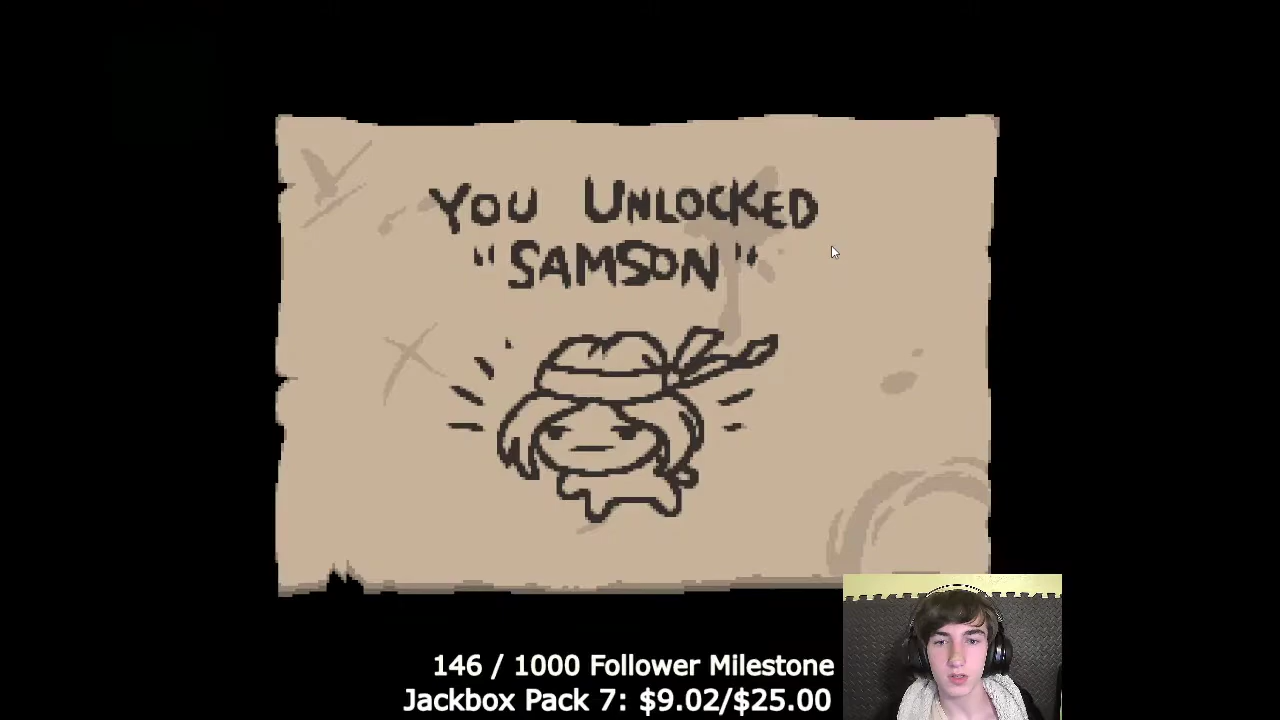 YOU UNLOCKED
"SAMSON"
146 / 1000 Follower Milestone
Jackbox Pack 7: $9.02/$25.00